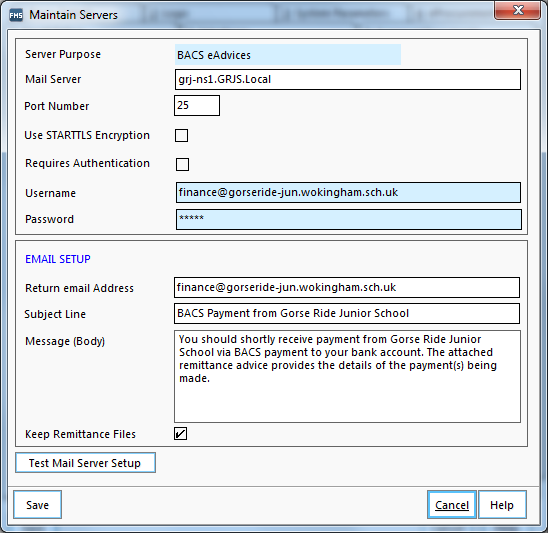 FMS Maintain Servers
Server Purpose BACS eAdvices
Mail Server grj-ns1.GRJS.Local
Port Number 25
Use STARTTLS Encryption
Requires Authentication
Username finance@gorseride-jun.wokingham.sch.uk
Password *****
EMAIL SETUP
Return email Address finance@gorseride-jun.wokingham.sch.uk
Subject Line BACS Payment from Gorse Ride Junior School
Message (Body) You should shortly receive payment from Gorse Ride Junior
School via BACS payment to your bank account. The attached
remittance advice provides the details of the payment(s) being
made.
Keep Remittance Files
Test Mail Server Setup
Save Cancel Help